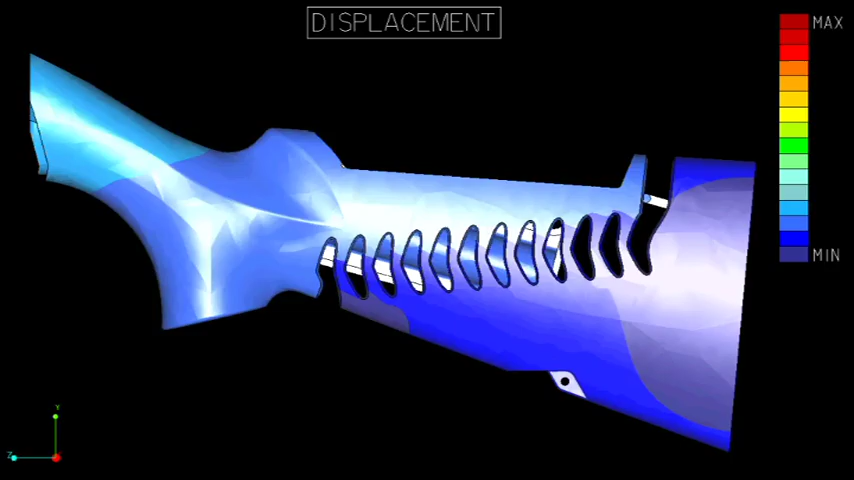 DISPLACEMENT
MAX
MIN
Y
Z